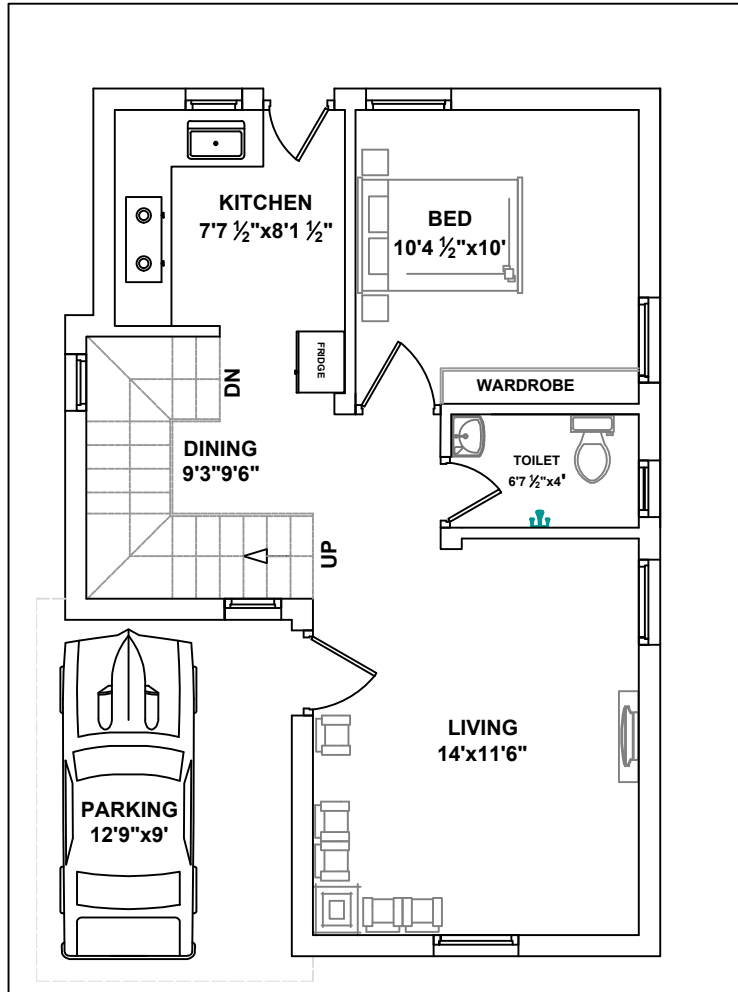 KITCHEN
7'7 ½"x8'1 ½"
BED
10'4 ½"x10'
FRIDGE
WARDROBE
DN
DINING
9'3"9'6"
TOILET
6'7 ½"x4'
UP
LIVING
14'x11'6"
PARKING
12'9"x9'